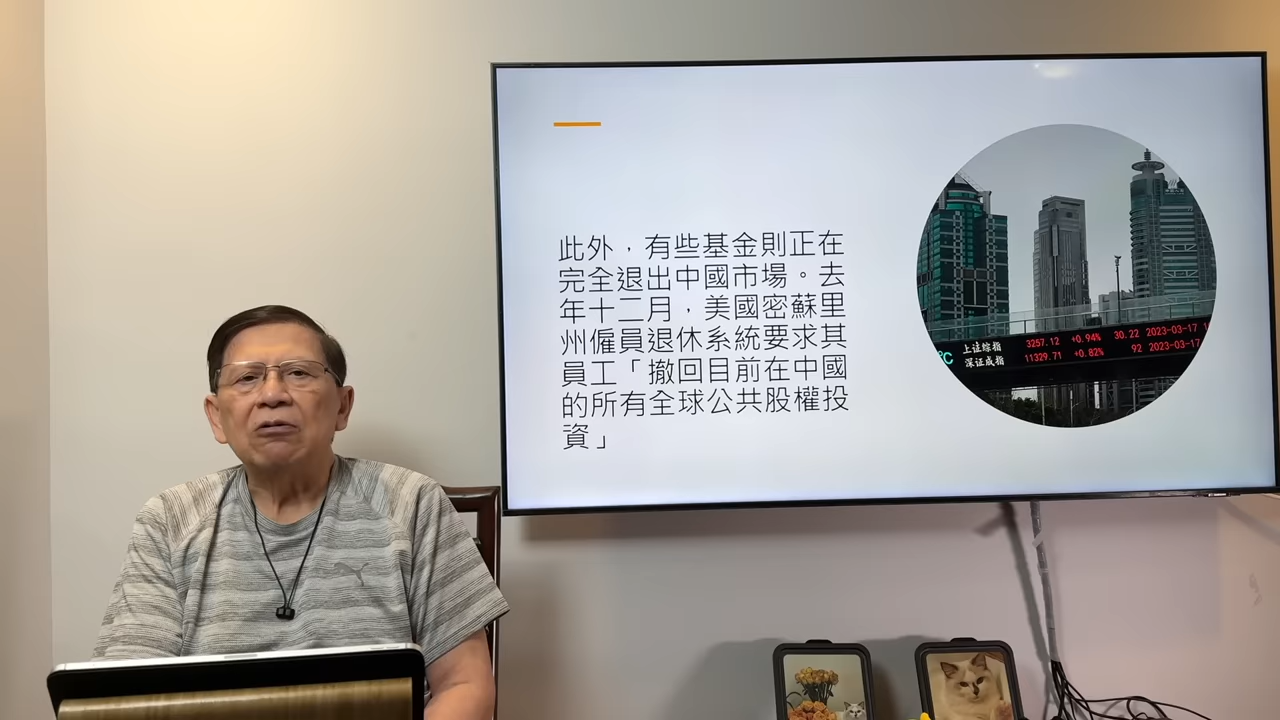 此外，有些基金則正在
完全退出中國市場。去
年十二月，美國密蘇里
州僱員退休系統要求其
員工「撤回目前在中國
的所有全球公共股權投
資」
℃
上证综指 3257.12 +0.94% 30.22 2023-03-17
深证成指 11329.71 +0.82% 92 2023-03-17